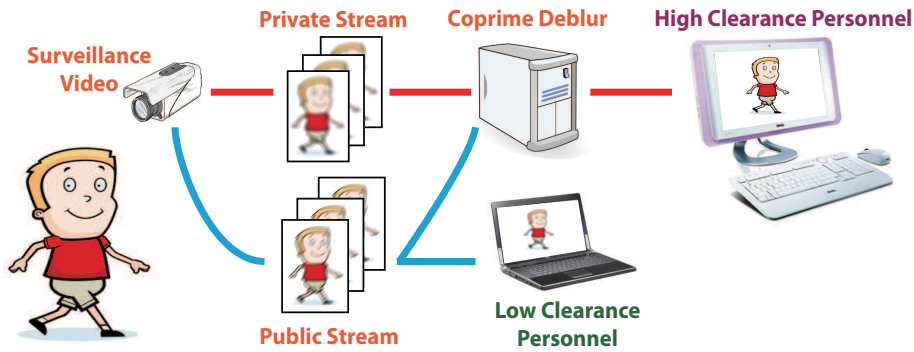 Private Stream
Coprime Deblur
High Clearance Personnel
Surveillance
Video
Public Stream
Low Clearance
Personnel